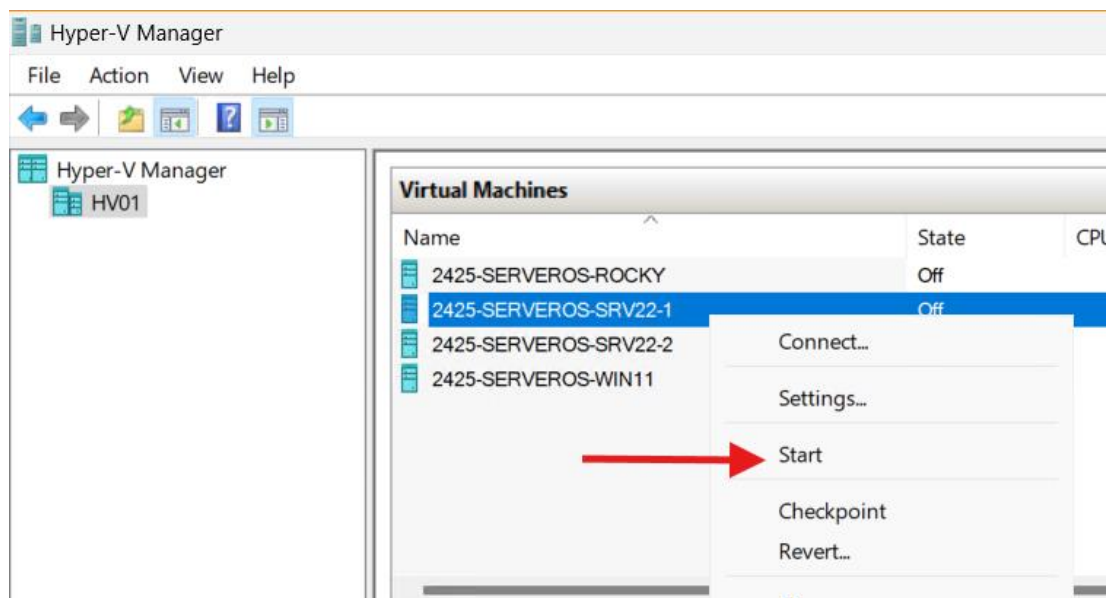 Hyper-V Manager
File Action View Help
Hyper-V Manager
HV01
Virtual Machines
Name State CPU
2425-SERVEROS-ROCKY Off
2425-SERVEROS-SRV22-1 Off
2425-SERVEROS-SRV22-2
2425-SERVEROS-WIN11
Connect...
Settings...
Start
Checkpoint
Revert...